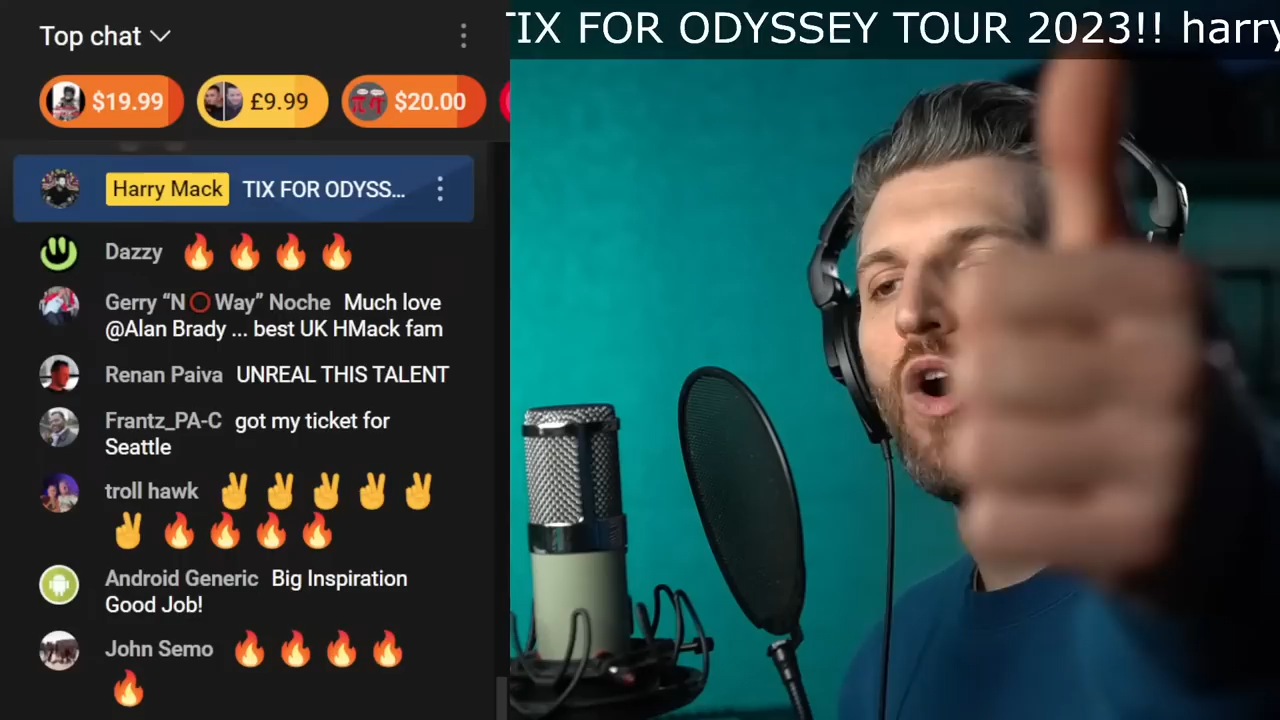 Top chat
TIX FOR ODYSSEY TOUR 2023!! harry
$19.99
£9.99
$20.00
Harry Mack TIX FOR ODYSS...
Dazzy 🔥🔥🔥🔥
Gerry “N⭕Way” Noche Much love
@Alan Brady ... best UK HMack fam
Renan Paiva UNREAL THIS TALENT
Frantz_PA-C got my ticket for
Seattle
troll hawk ✌️✌️✌️✌️✌️
✌️🔥🔥🔥🔥
Android Generic Big Inspiration
Good Job!
John Semo 🔥🔥🔥🔥
🔥